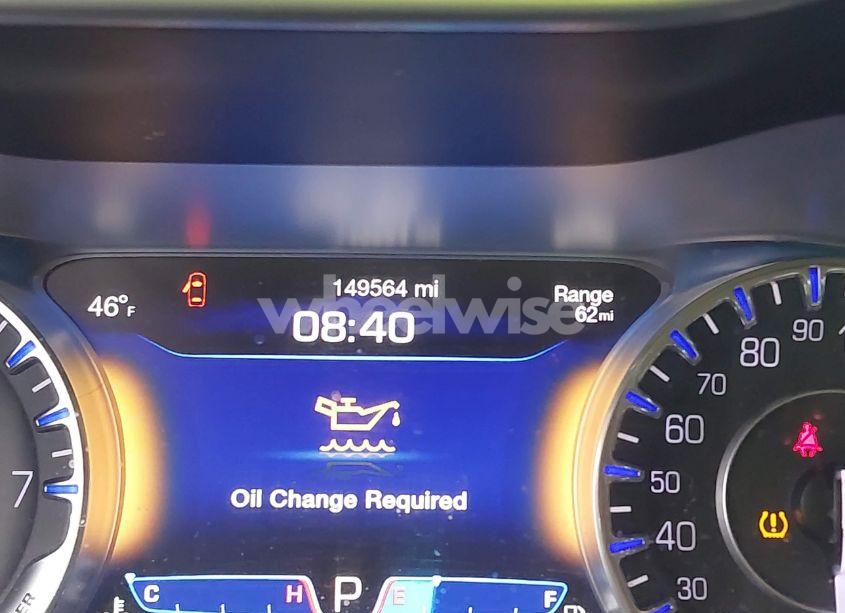 149564 mi
46°F
Range
62mi
08:40
wheelwise
90
80
70
60
50
40
30
7
Oil Change Required
C
H
P
E
F